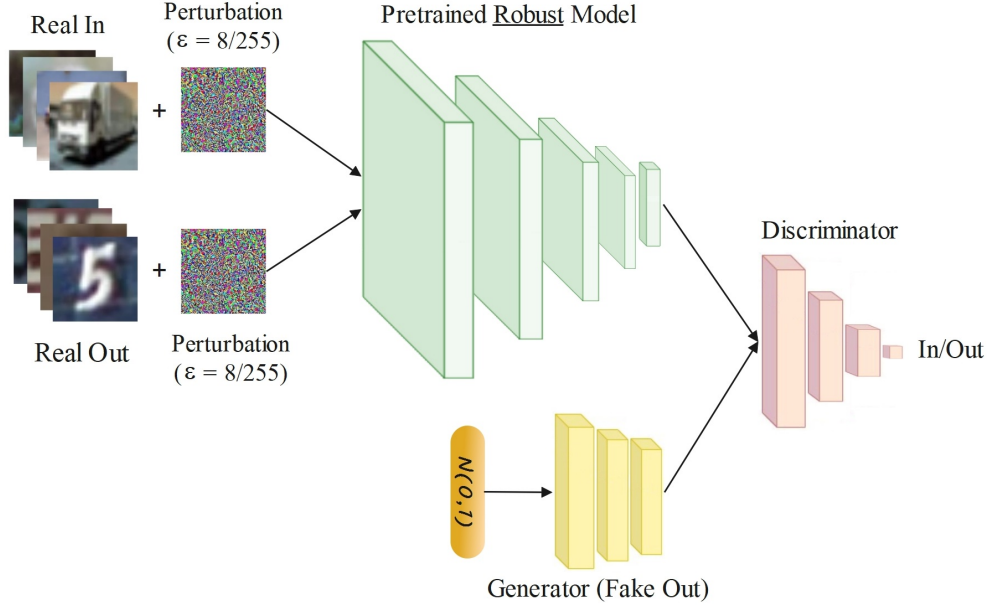 Real In
Perturbation
(ε = 8/255)
Pretrained Robust Model
+
5
+
Real Out
Perturbation
(ε = 8/255)
Discriminator
In/Out
N(0,1)
Generator (Fake Out)